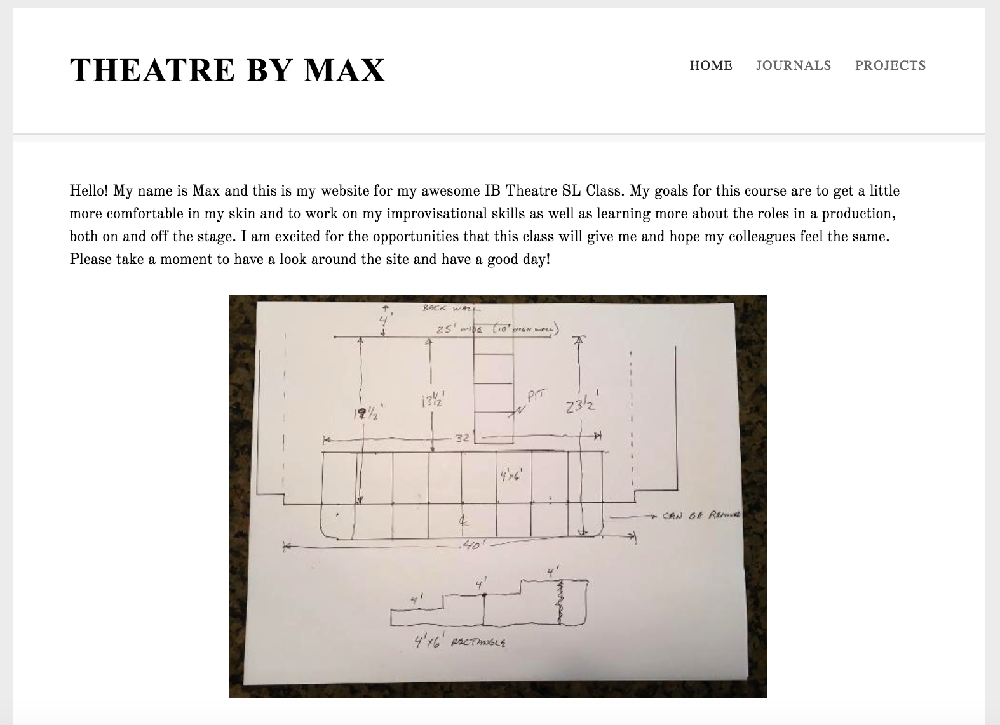 THEATRE BY MAX
HOME JOURNALS PROJECTS
Hello! My name is Max and this is my website for my awesome IB Theatre SL Class. My goals for this course are to get a little
more comfortable in my skin and to work on my improvisational skills as well as learning more about the roles in a production,
both on and off the stage. I am excited for the opportunities that this class will give me and hope my colleagues feel the same.
Please take a moment to have a look around the site and have a good day!
BACK WALL
4'
25' WIDE (10' HIGH WALL)
13½'
PIT
23½'
32
4'x6'
CAN BE REMOVED
40'
4'
4'
4'
4'x6' RECTANGLE